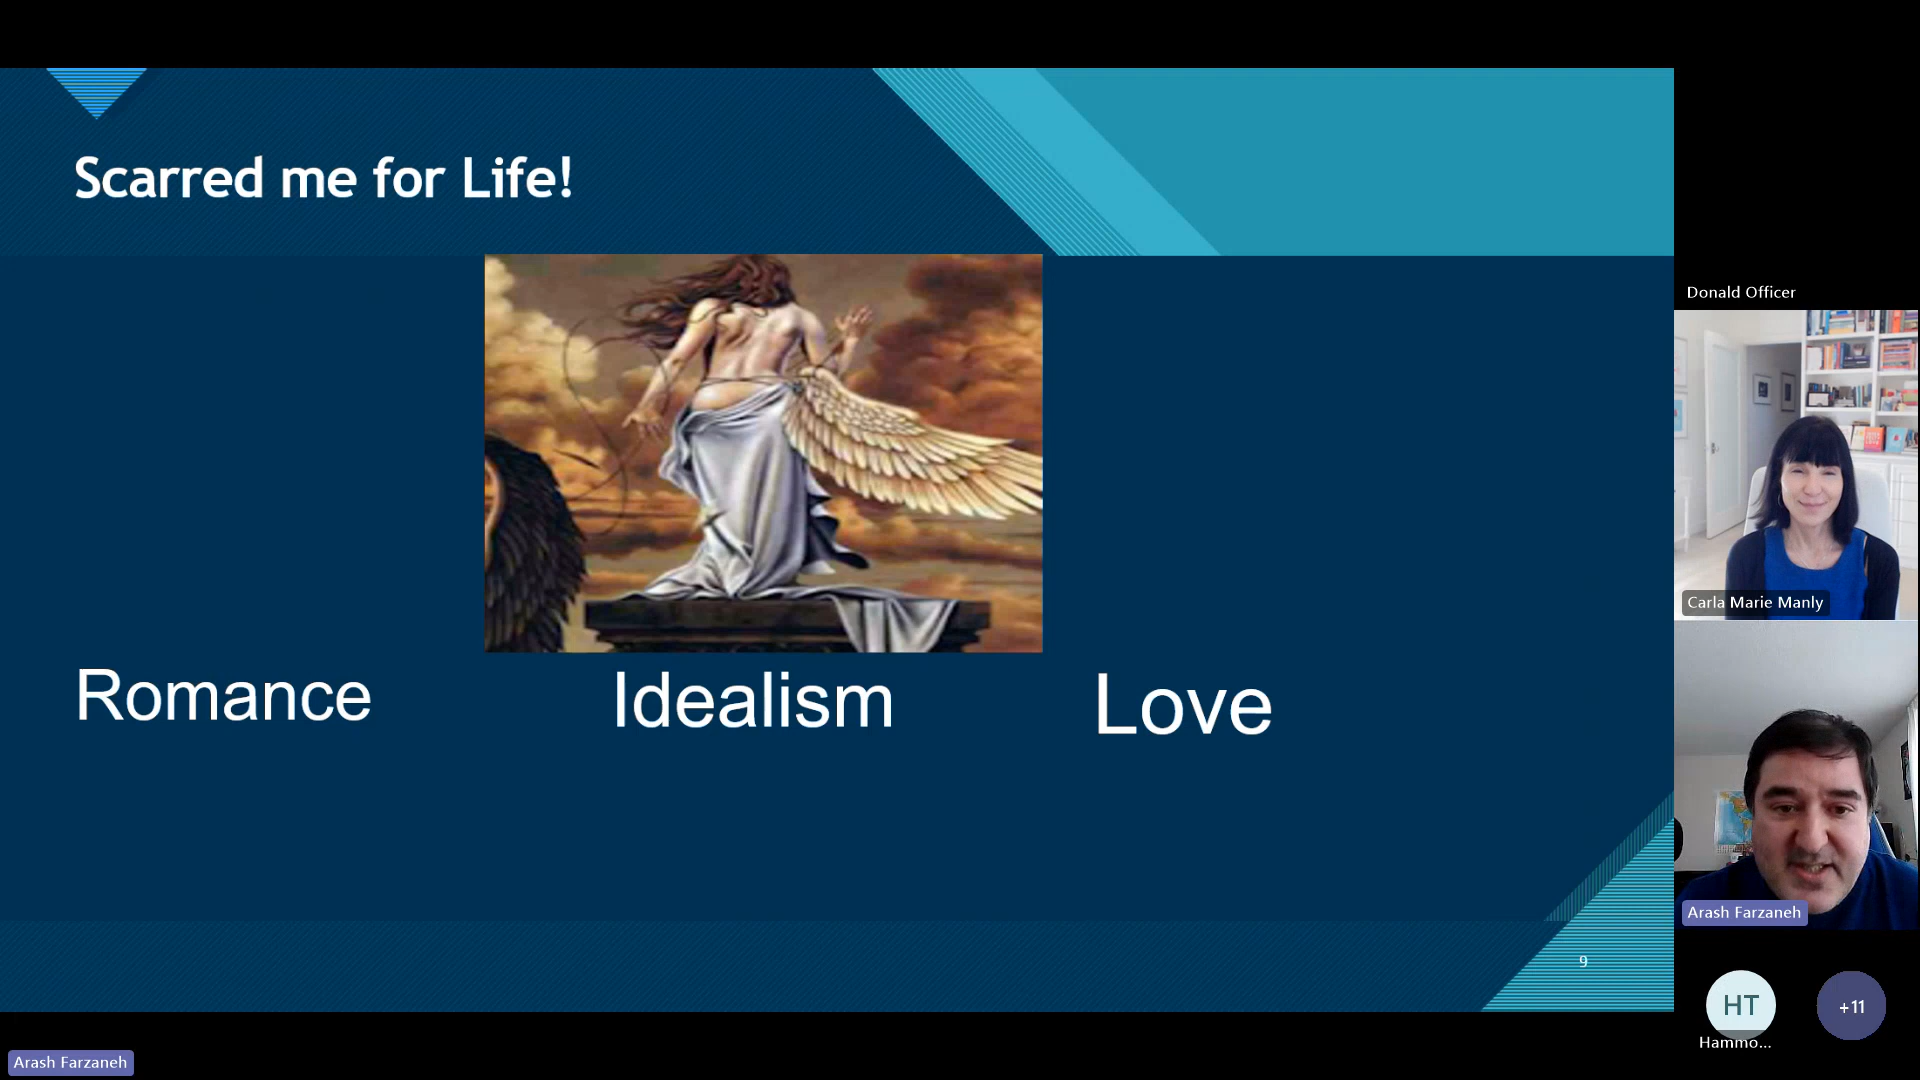 Scarred me for Life!
Romance
Idealism
Love
9
Donald Officer
Carla Marie Manly
Arash Farzaneh
HT
+11
Hammo...
Arash Farzaneh